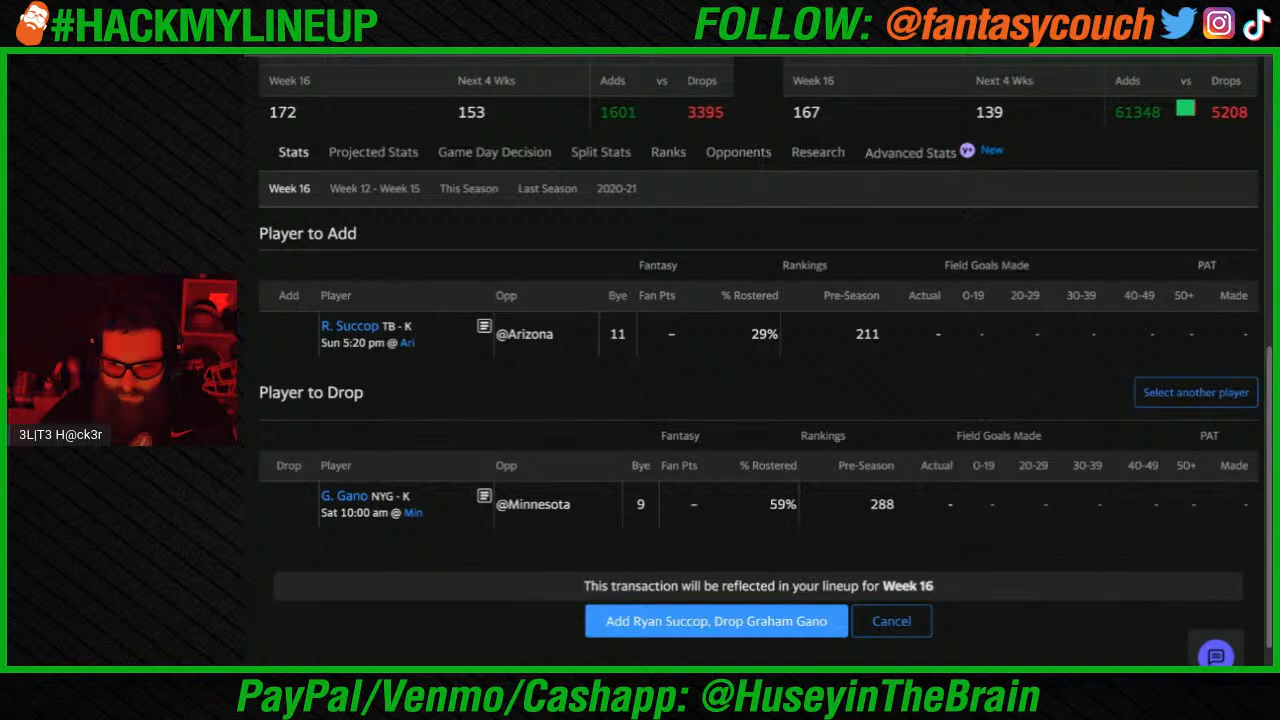 #HACKMYLINEUP
FOLLOW: @fantasycouch
Week 16 Next 4 Wks Adds vs Drops
172 153 1601 3395
Week 16 Next 4 Wks Adds vs Drops
167 139 61348 5208
Stats Projected Stats Game Day Decision Split Stats Ranks Opponents Research Advanced Stats Y+ New
Week 16 Week 12 - Week 15 This Season Last Season 2020-21
Player to Add
Fantasy Rankings Field Goals Made PAT
Add Player Opp Bye Fan Pts % Rostered Pre-Season Actual 0-19 20-29 30-39 40-49 50+ Made
R. Succop TB - K @Arizona 11 - 29% 211 - - - - - - -
Sun 5:20 pm @ Ari
Player to Drop
Select another player
Fantasy Rankings Field Goals Made PAT
Drop Player Opp Bye Fan Pts % Rostered Pre-Season Actual 0-19 20-29 30-39 40-49 50+ Made
G. Gano NYG - K @Minnesota 9 - 59% 288 - - - - - - -
Sat 10:00 am @ Min
3L|T3 H@ck3r
This transaction will be reflected in your lineup for Week 16
Add Ryan Succop, Drop Graham Gano Cancel
PayPal/Venmo/Cashapp: @HuseyinTheBrain